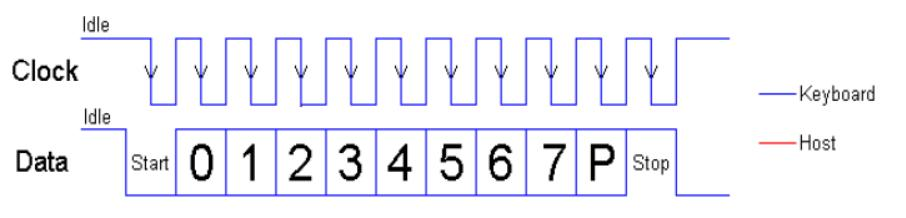 Idle
Clock
Keyboard
Idle
Host
Data Start 0 1 2 3 4 5 6 7 P Stop